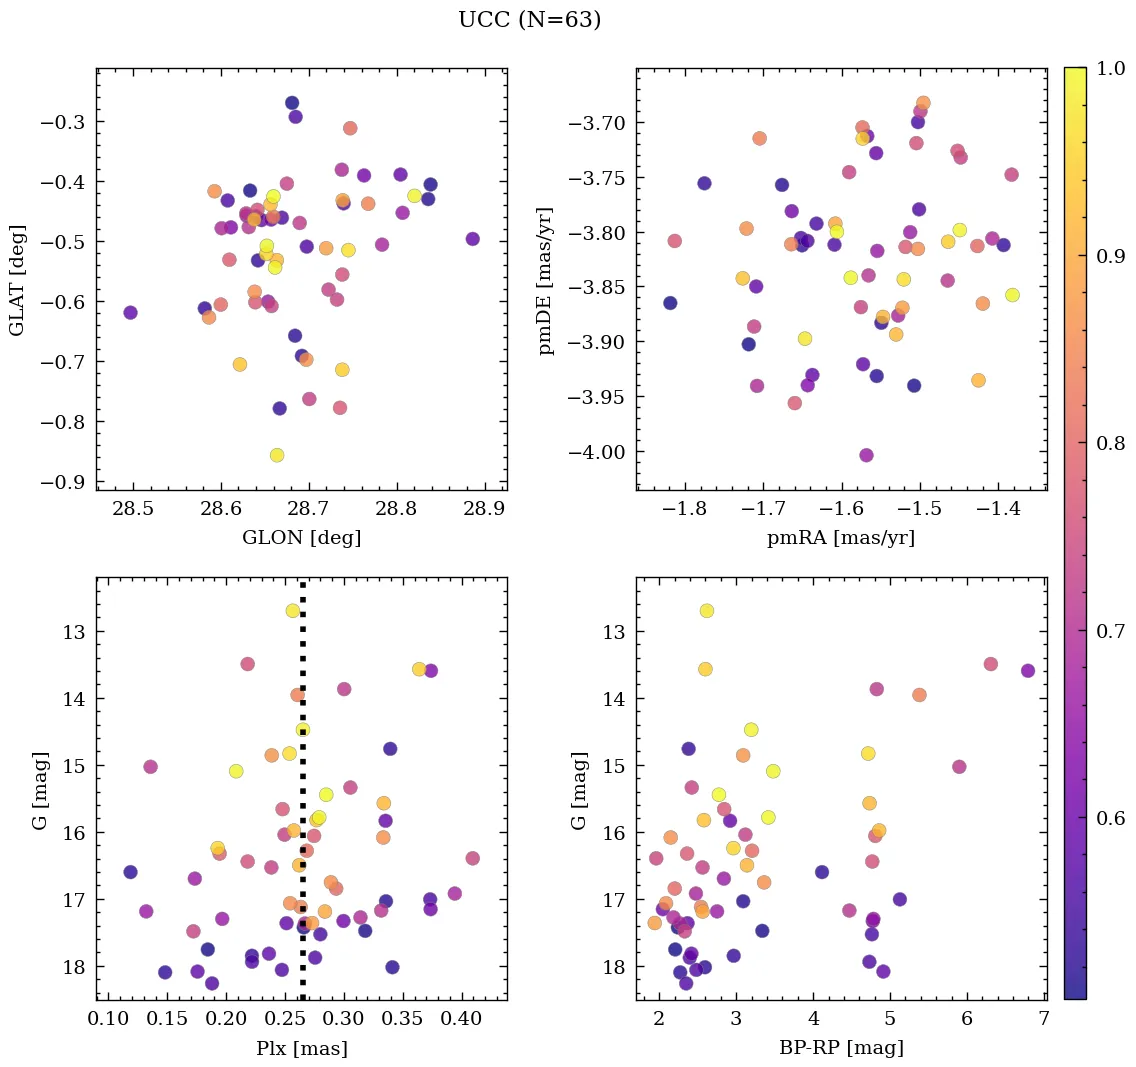 UCC (N=63)
−0.3
−0.4
−0.5
−0.6
−0.7
−0.8
−0.9
GLAT [deg]
28.5 28.6 28.7 28.8 28.9
GLON [deg]
−3.70
−3.75
−3.80
−3.85
−3.90
−3.95
−4.00
pmDE [mas/yr]
−1.8 −1.7 −1.6 −1.5 −1.4
pmRA [mas/yr]
1.0
0.9
0.8
0.7
0.6
13
14
15
16
17
18
G [mag]
0.10 0.15 0.20 0.25 0.30 0.35 0.40
Plx [mas]
13
14
15
16
17
18
G [mag]
2 3 4 5 6 7
BP-RP [mag]